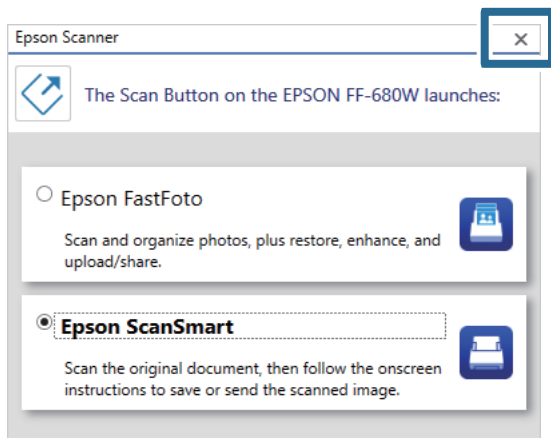 Epson Scanner
The Scan Button on the EPSON FF-680W launches:
Epson FastFoto
Scan and organize photos, plus restore, enhance, and
upload/share.
Epson ScanSmart
Scan the original document, then follow the onscreen
instructions to save or send the scanned image.